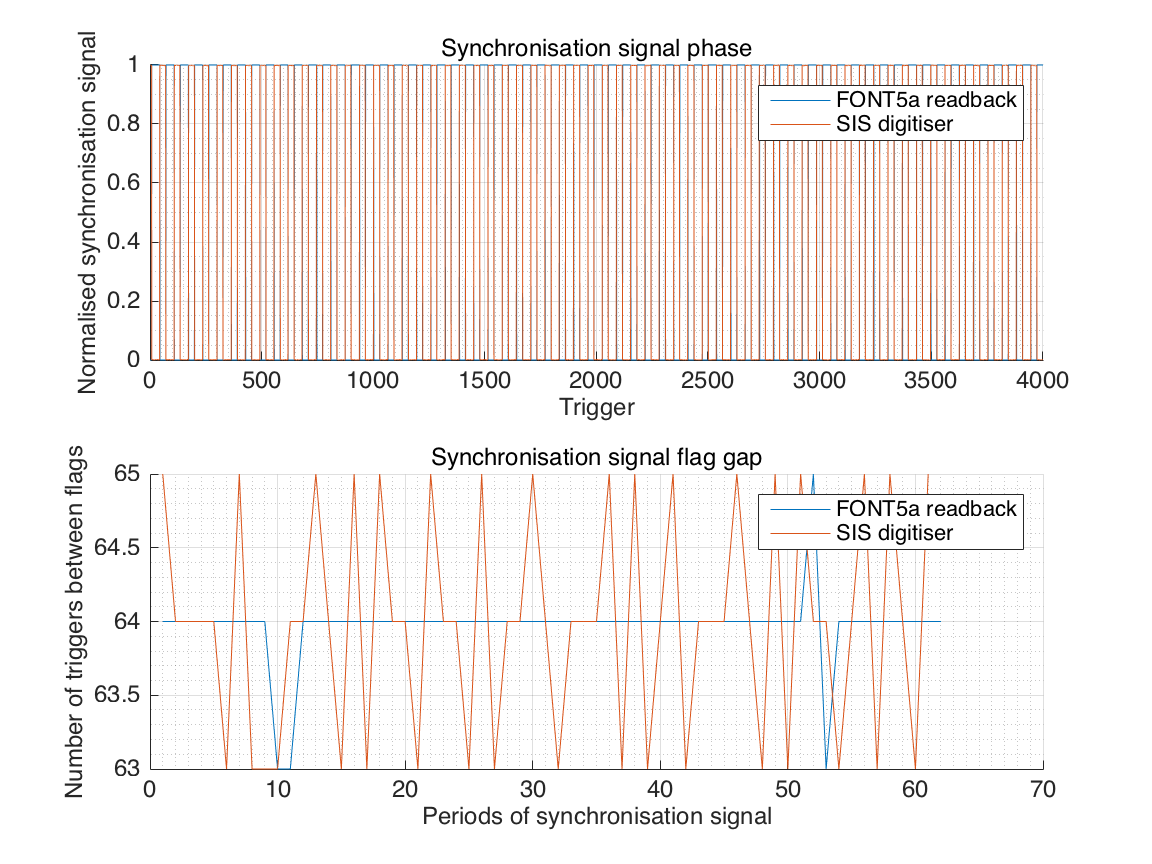 Synchronisation signal phase
Normalised synchronisation signal
1
0.8
0.6
0.4
0.2
0
FONT5a readback
SIS digitiser
0 500 1000 1500 2000 2500 3000 3500 4000
Trigger
Synchronisation signal flag gap
Number of triggers between flags
65
64.5
64
63.5
63
FONT5a readback
SIS digitiser
0 10 20 30 40 50 60 70
Periods of synchronisation signal